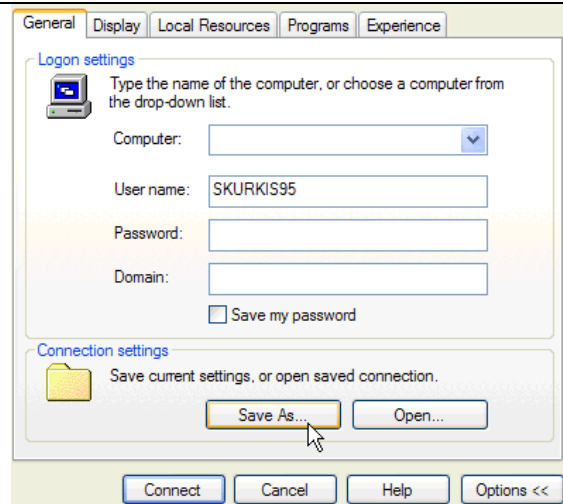 General Display Local Resources Programs Experience
Logon settings
Type the name of the computer, or choose a computer from
the drop-down list.
Computer:
User name: SKURKIS95
Password:
Domain:
Save my password
Connection settings
Save current settings, or open saved connection.
Save As... Open...
Connect Cancel Help Options <<